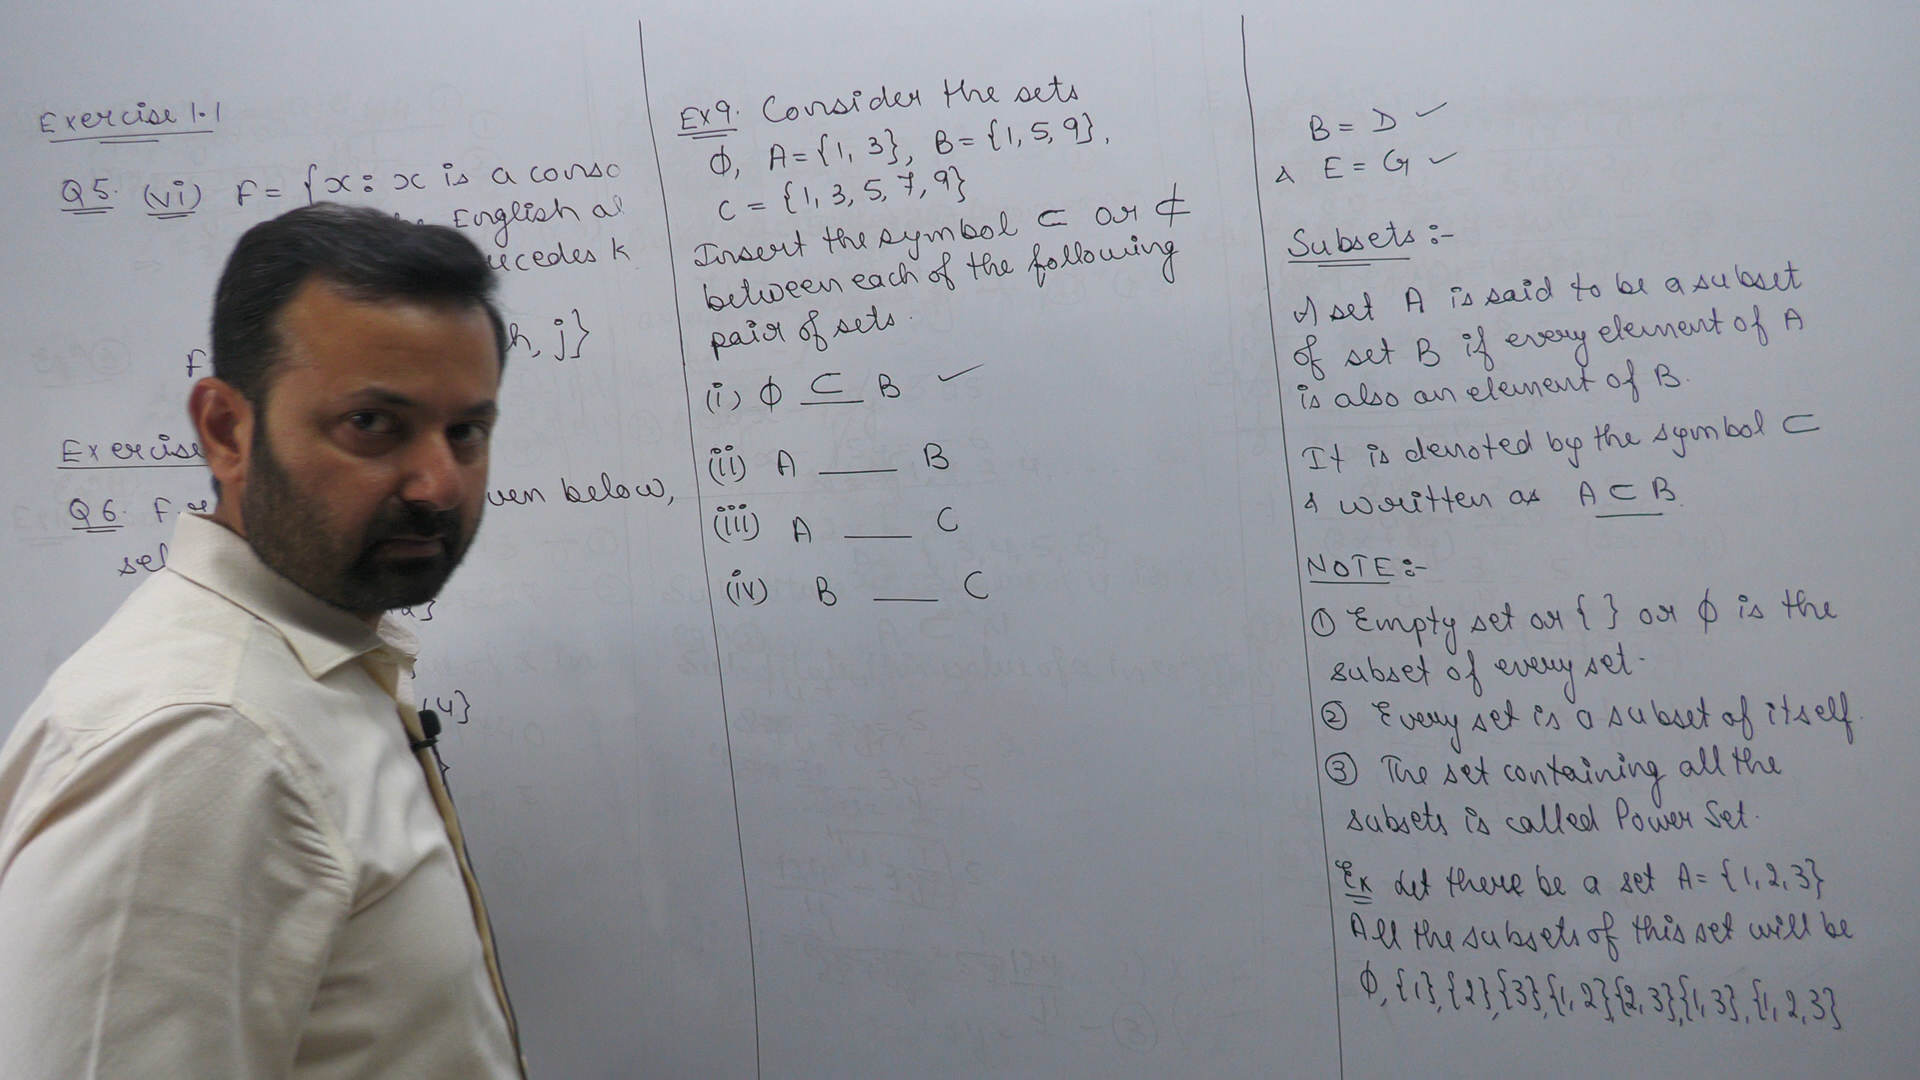 Exercise 1.1
Q5. (vi) F = {x : x is a conso
English al
ecedes k
F
h, j}
Exercise
Q6. ven below,
sel
2}
,4}
}
Ex9. Consider the sets
ϕ, A = {1, 3}, B = {1, 5, 9},
C = {1, 3, 5, 7, 9}
Insert the symbol ⊂ or ⊄
between each of the following
pair of sets.
(i) ϕ ⊂ B ✓
(ii) A ____ B
(iii) A ____ C
(iv) B ____ C
B = D ✓
& E = G ✓
Subsets :-
A set A is said to be a subset
of set B if every element of A
is also an element of B.
It is denoted by the symbol ⊂
& written as A ⊂ B.
NOTE :-
① Empty set or { } or ϕ is the
subset of every set.
② Every set is a subset of itself.
③ The set containing all the
subsets is called Power Set.
Ex Let there be a set A = {1, 2, 3}
All the subsets of this set will be
ϕ, {1}, {2}, {3}, {1, 2}, {2, 3}, {1, 3}, {1, 2, 3}